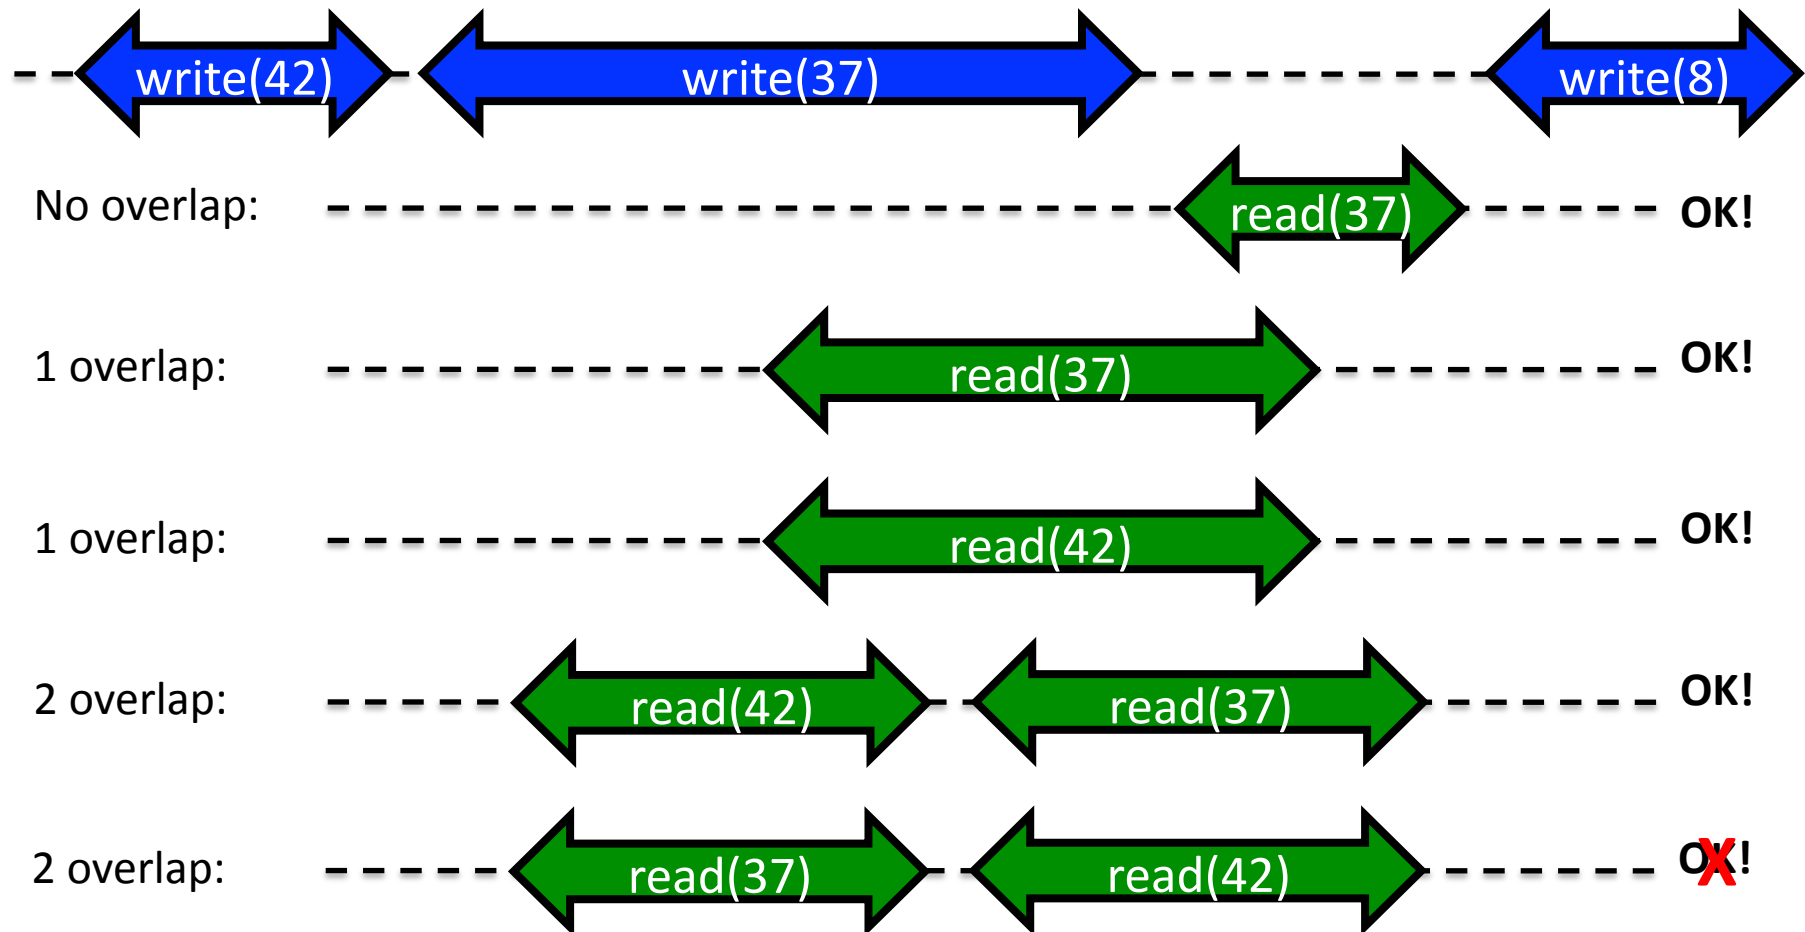 write(42) write(37) write(8)
No overlap: read(37) OK!
1 overlap: read(37) OK!
1 overlap: read(42) OK!
2 overlap: read(42) read(37) OK!
2 overlap: read(37) read(42) OK! X